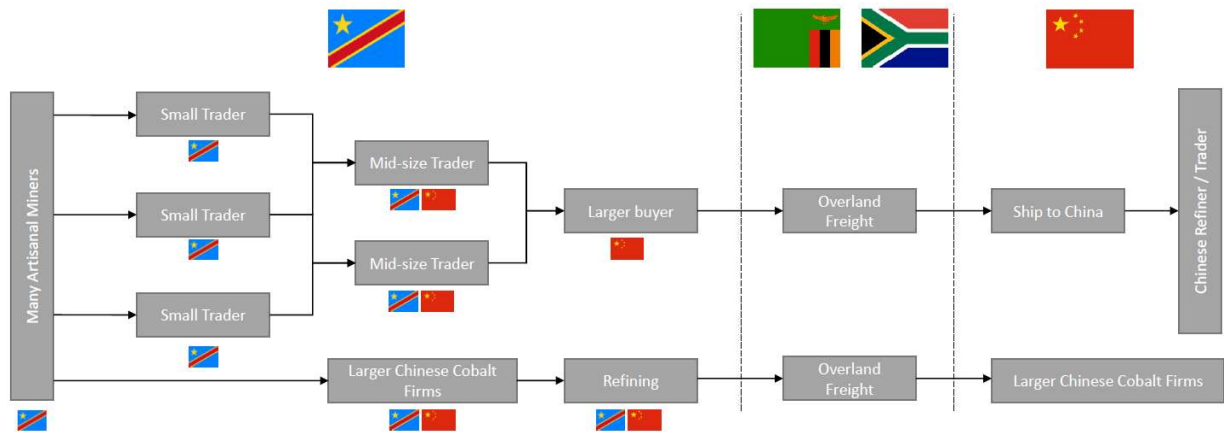 Many Artisanal Miners
Small Trader
Small Trader
Small Trader
Mid-size Trader
Mid-size Trader
Larger buyer
Overland
Freight
Ship to China
Chinese Refiner / Trader
Larger Chinese Cobalt
Firms
Refining
Overland
Freight
Larger Chinese Cobalt Firms